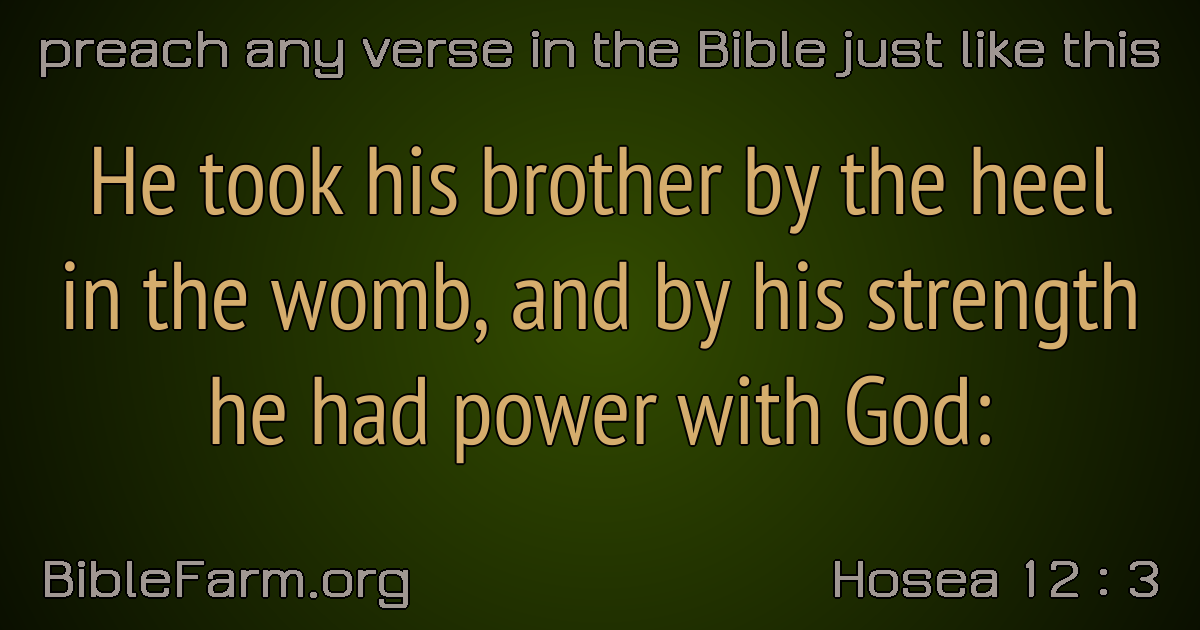 preach any verse in the Bible just like this
He took his brother by the heel
in the womb, and by his strength
he had power with God:
BibleFarm.org
Hosea 12 : 3